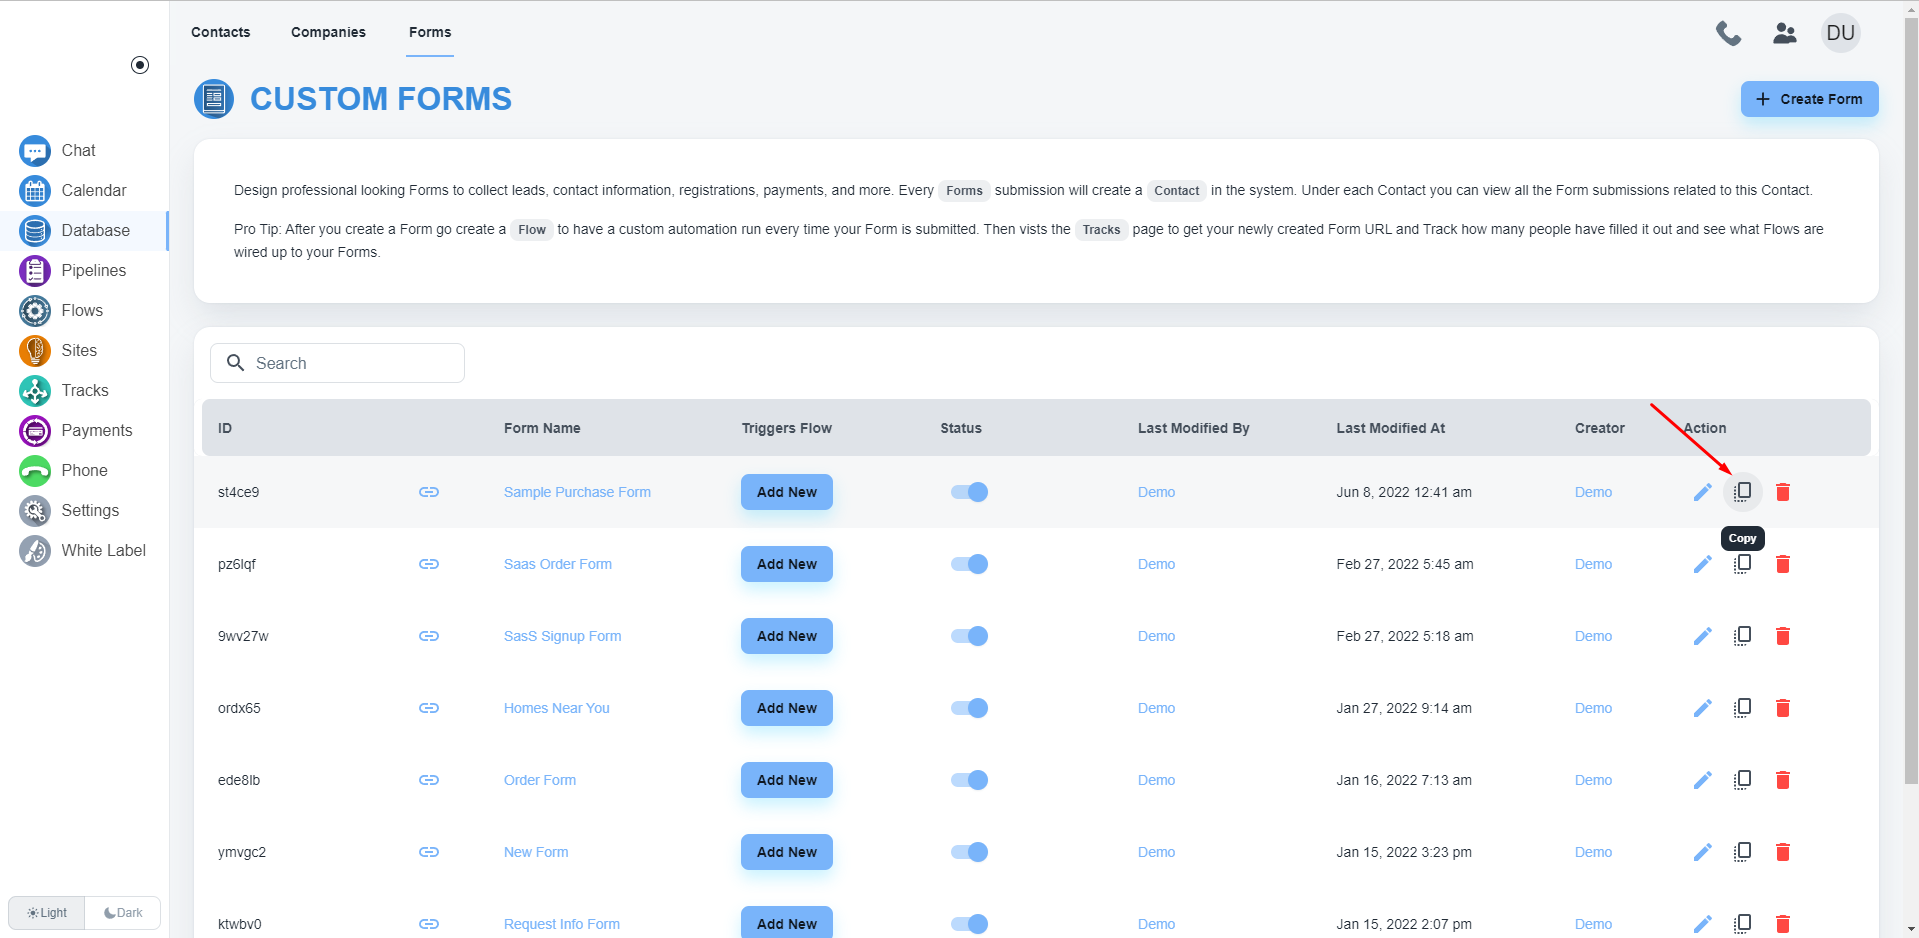 Contacts Companies Forms DU
CUSTOM FORMS
Create Form
Chat
Calendar
Database
Pipelines
Flows
Sites
Tracks
Payments
Phone
Settings
White Label
Light Dark
Design professional looking Forms to collect leads, contact information, registrations, payments, and more. Every Forms submission will create a Contact in the system. Under each Contact you can view all the Form submissions related to this Contact.
Pro Tip: After you create a Form go create a Flow to have a custom automation run every time your Form is submitted. Then vists the Tracks page to get your newly created Form URL and Track how many people have filled it out and see what Flows are
wired up to your Forms.
Search
ID Form Name Triggers Flow Status Last Modified By Last Modified At Creator Action
st4ce9 Sample Purchase Form Add New Demo Jun 8, 2022 12:41 am Demo
Copy
pz6lqf Saas Order Form Add New Demo Feb 27, 2022 5:45 am Demo
9wv27w SasS Signup Form Add New Demo Feb 27, 2022 5:18 am Demo
ordx65 Homes Near You Add New Demo Jan 27, 2022 9:14 am Demo
ede8lb Order Form Add New Demo Jan 16, 2022 7:13 am Demo
ymvgc2 New Form Add New Demo Jan 15, 2022 3:23 pm Demo
ktwbv0 Request Info Form Add New Demo Jan 15, 2022 2:07 pm Demo